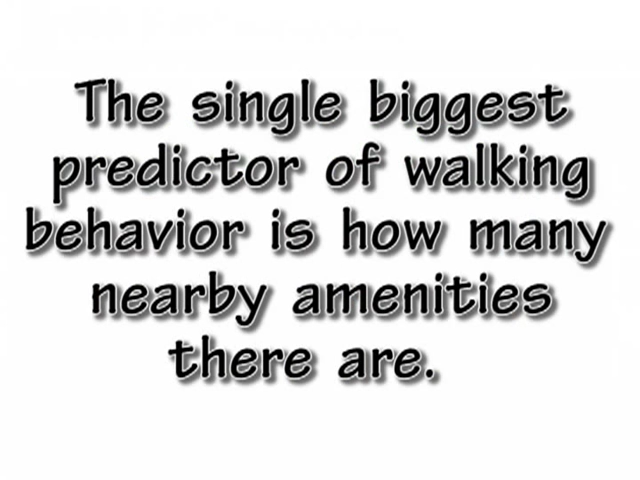 The single biggest
predictor of walking
behavior is how many
nearby amenities
there are.